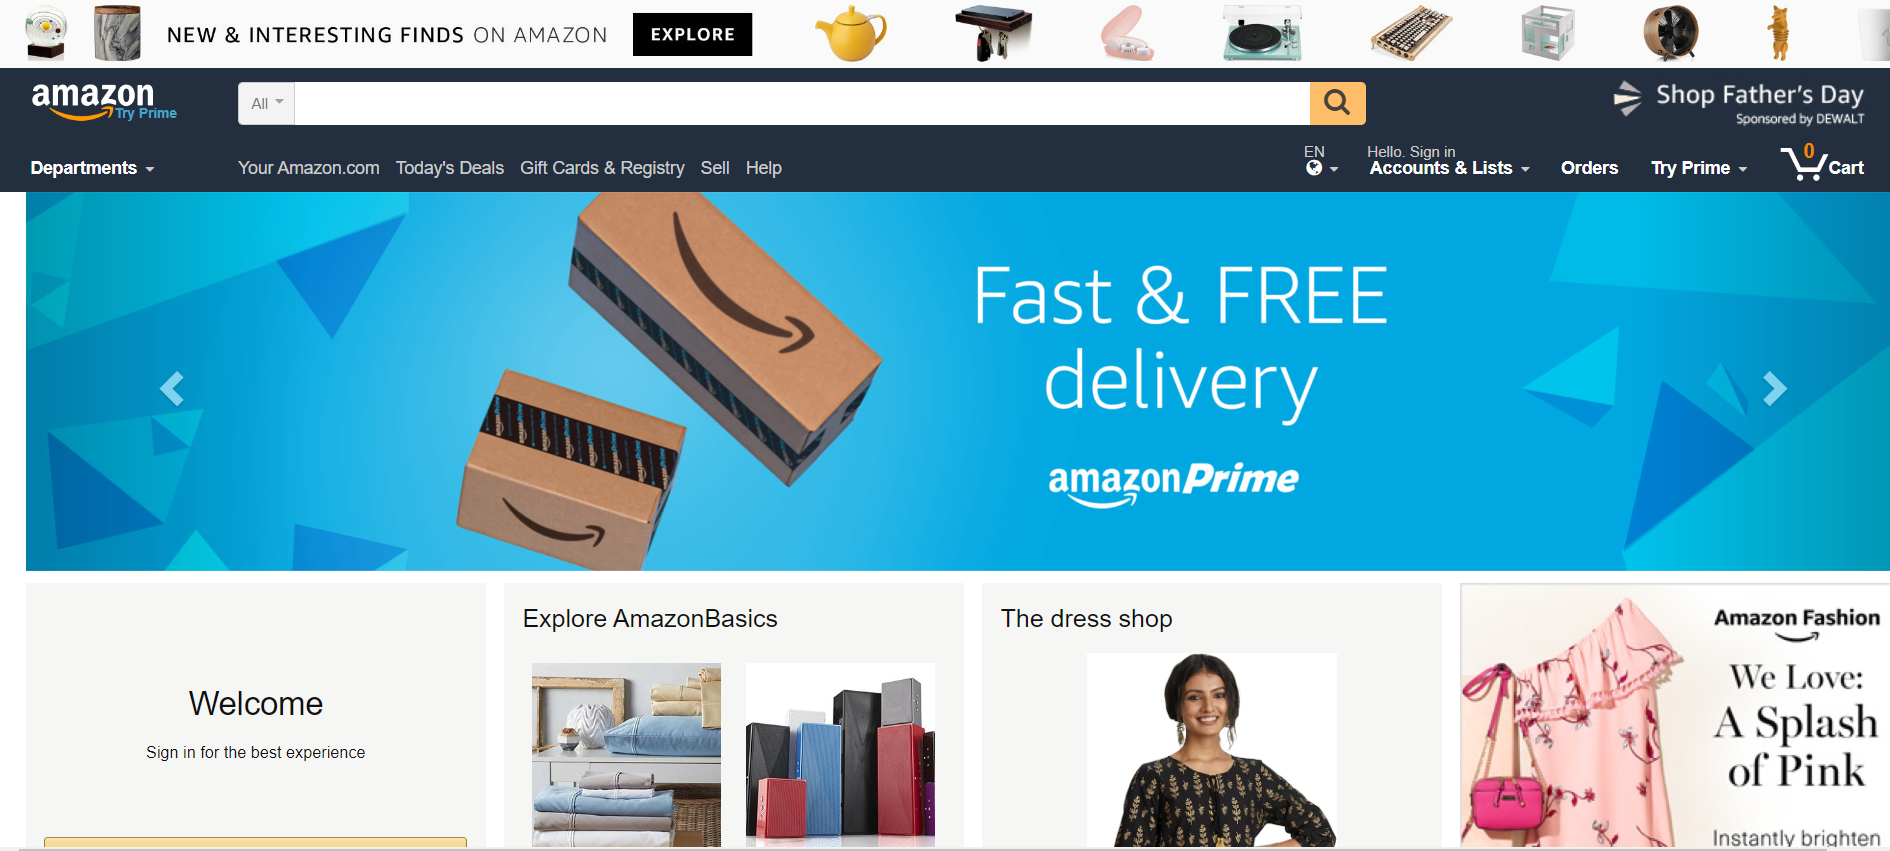 NEW & INTERESTING FINDS ON AMAZON EXPLORE
amazon
Try Prime
All
Shop Father's Day
Sponsored by DEWALT
Departments
Your Amazon.com Today's Deals Gift Cards & Registry Sell Help
EN
Hello. Sign in
Accounts & Lists
Orders
Try Prime
0
Cart
Fast & FREE
delivery
amazonPrime
Welcome
Sign in for the best experience
Explore AmazonBasics
The dress shop
Amazon Fashion
We Love:
A Splash
of Pink
Instantly brighten